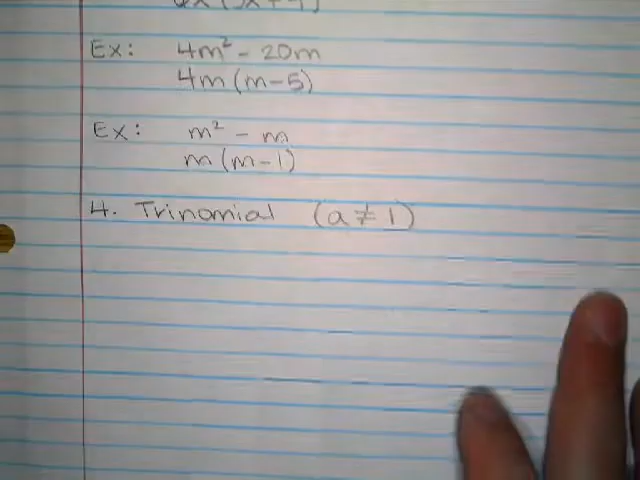 Ex: 4m² - 20m
4m(m-5)
Ex: m² - m
m(m-1)
4. Trinomial (a ≠ 1)